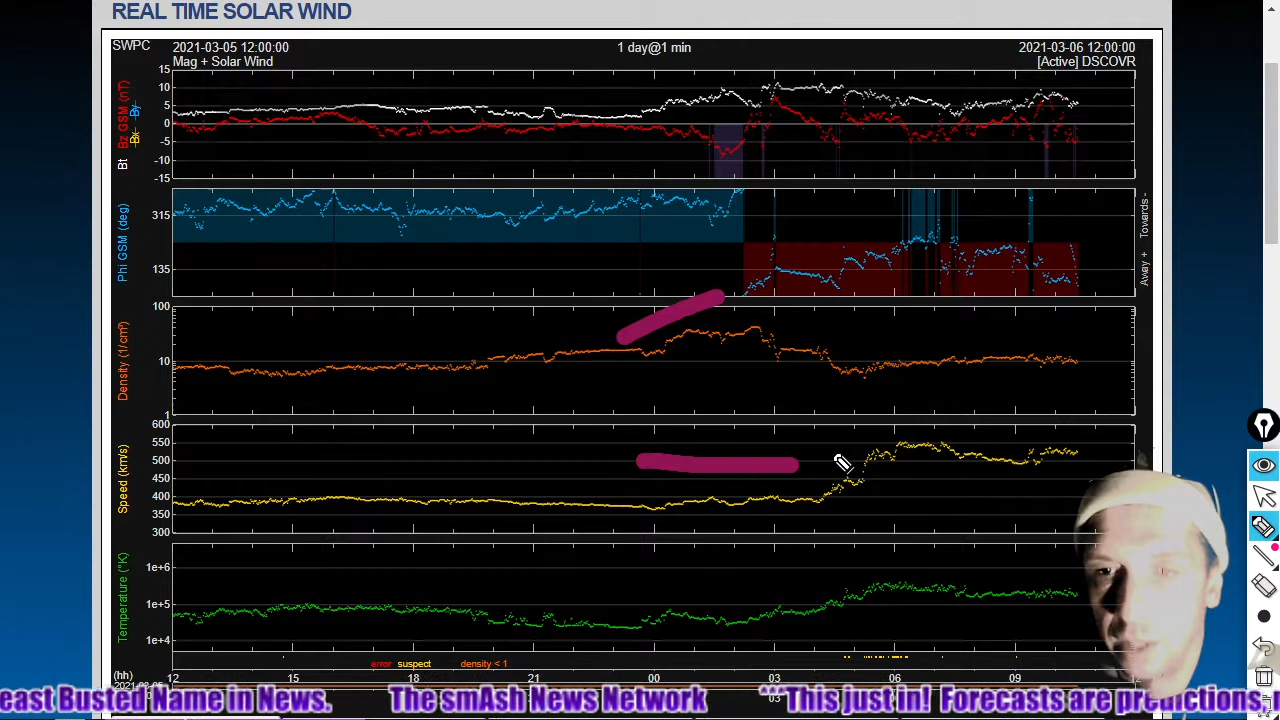 REAL TIME SOLAR WIND
SWPC 2021-03-05 12:00:00 1 day@1 min 2021-03-06 12:00:00
Mag + Solar Wind [Active] DSCOVR
Bt Bz GSM (nT)
-Bx -By
15
10
5
0
-5
-10
-15
Phi GSM (deg)
315
135
Towards -
Away +
Density (1/cm³)
100
10
1
Speed (km/s)
600
550
500
450
400
350
300
Temperature (°K)
1e+6
1e+5
1e+4
error suspect density < 1
(hh) 12 15 18 21 00 03 06 09 12
east Busted Name in News. The smAsh News Network ***This just in! Forecasts are predictions,